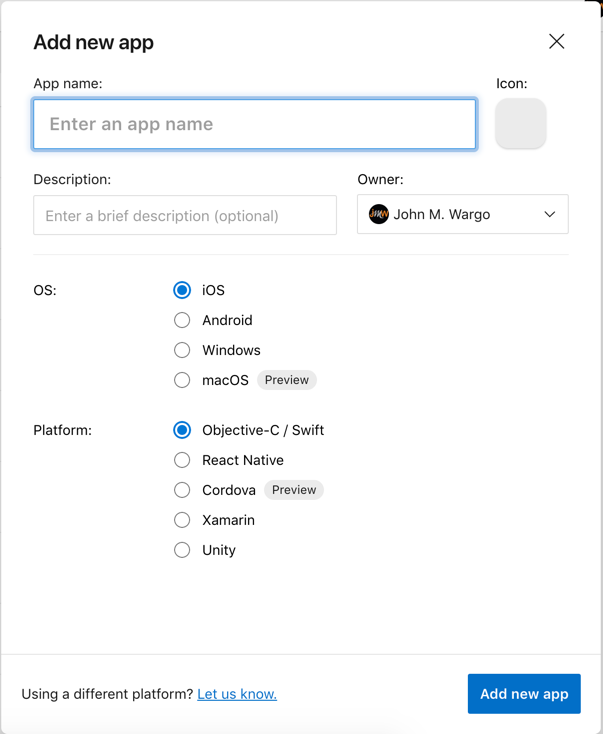 Add new app
App name:
Icon:
Enter an app name
Description:
Owner:
Enter a brief description (optional)
JMW John M. Wargo
OS:
iOS
Android
Windows
macOS Preview
Platform:
Objective-C / Swift
React Native
Cordova Preview
Xamarin
Unity
Using a different platform? Let us know.
Add new app